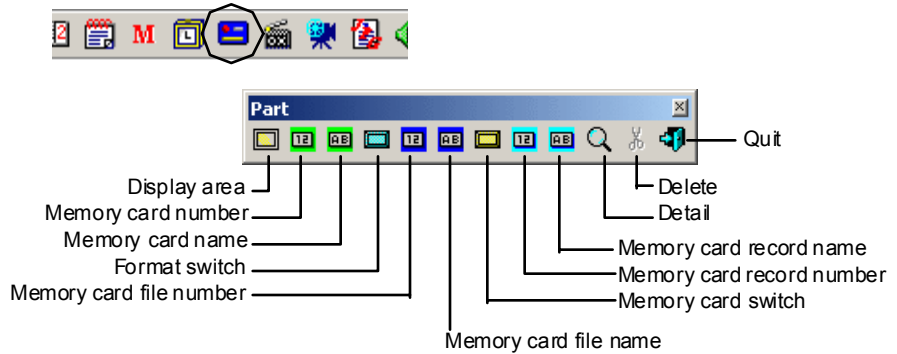 2 M L
Part
12 AB 12 AB 12 AB
Quit
Display area
Delete
Memory card number
Detail
Memory card name
Memory card record name
Format switch
Memory card record number
Memory card file number
Memory card switch
Memory card file name